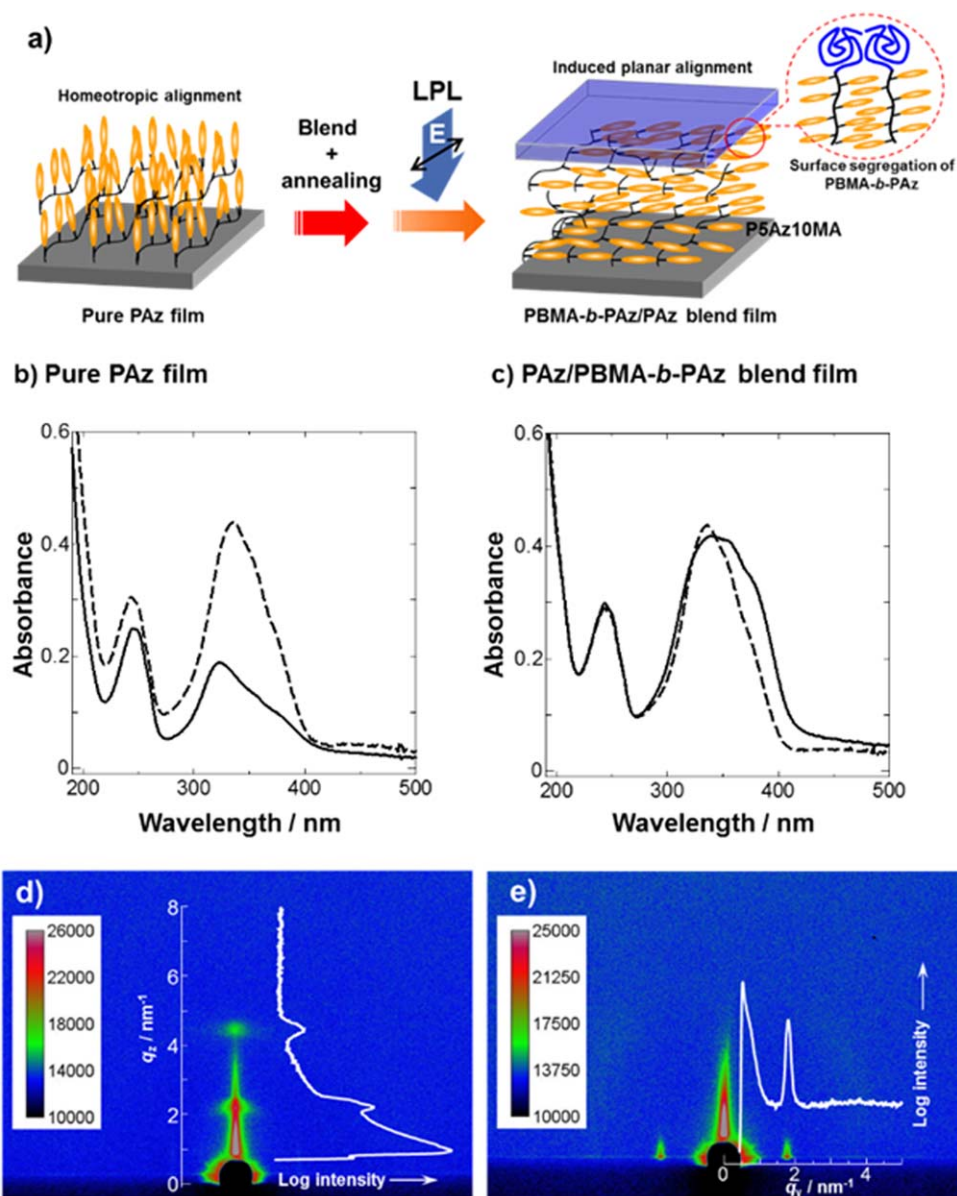 a)
Homeotropic alignment
Pure PAz film
Blend
+
annealing
LPL
E
Induced planar alignment
Surface segregation of
PBMA-b-PAz
P5Az10MA
PBMA-b-PAz/PAz blend film
b) Pure PAz film
0.6
0.4
0.2
0
Absorbance
200 300 400 500
Wavelength / nm
c) PAz/PBMA-b-PAz blend film
0.6
0.4
0.2
0
Absorbance
200 300 400 500
Wavelength / nm
d)
26000
22000
18000
14000
10000
8
6
4
2
0
qz / nm-1
Log intensity
e)
25000
21250
17500
13750
10000
Log intensity
0 2 4
qy / nm-1